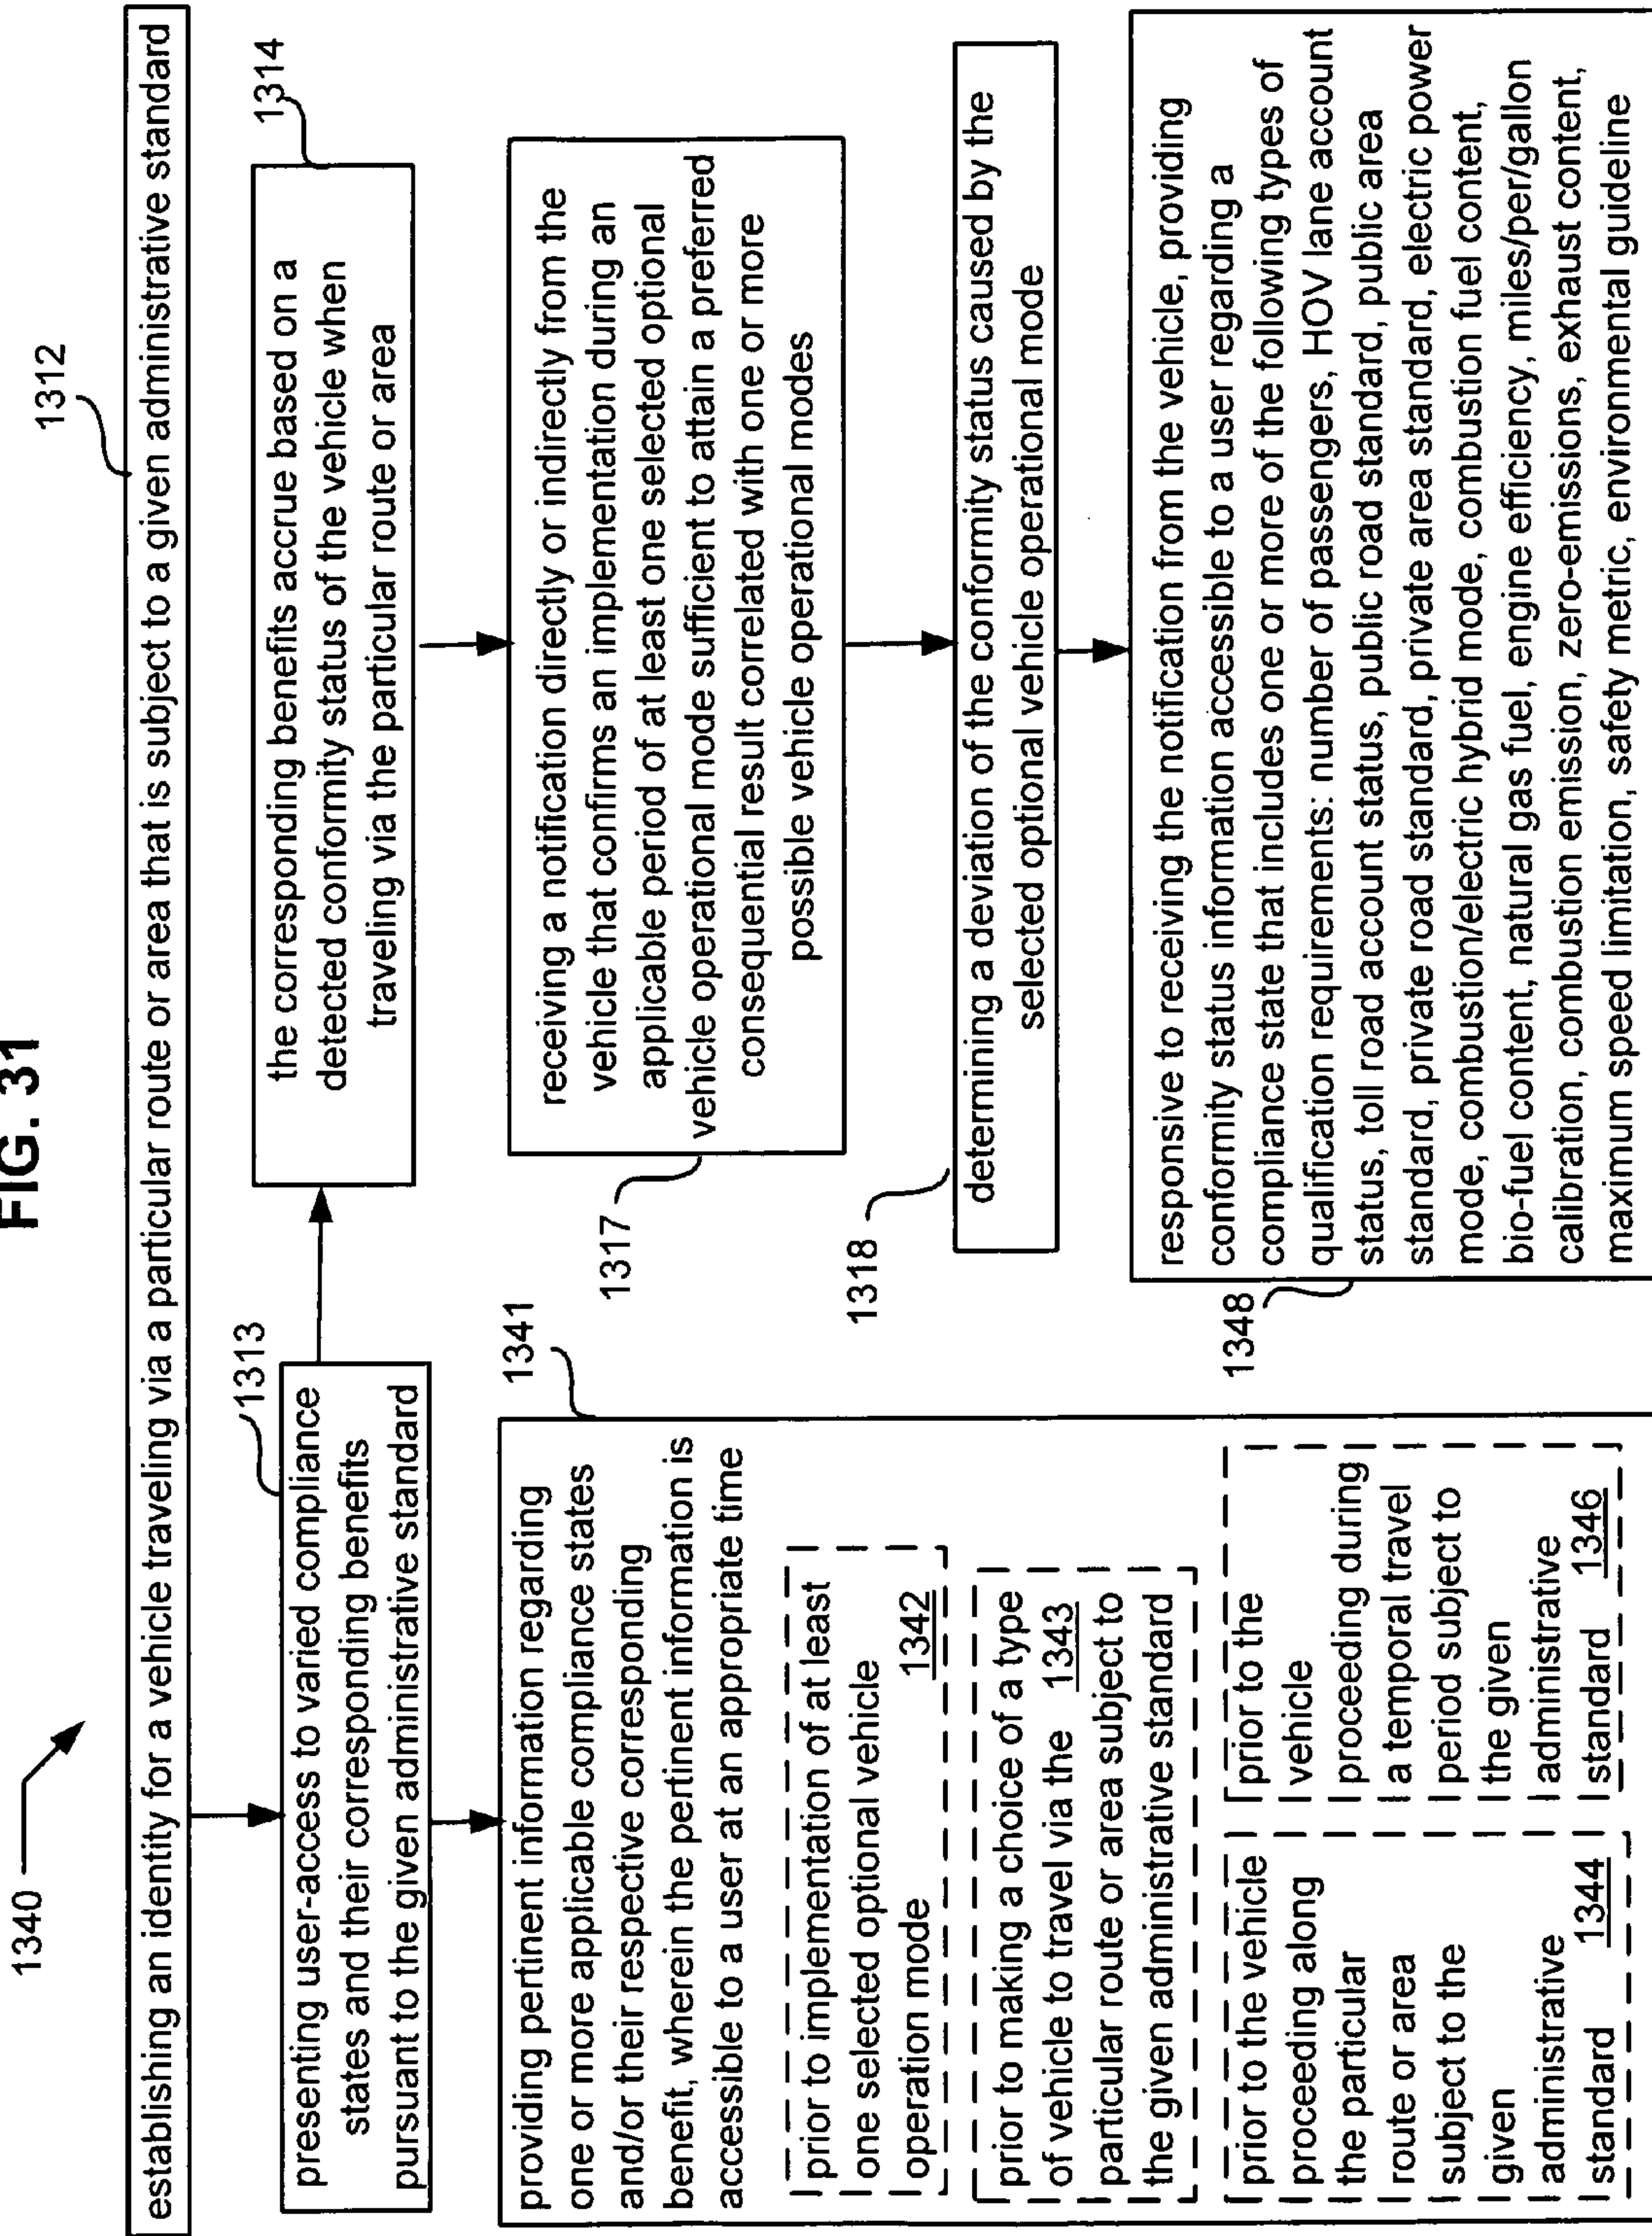 FIG. 31
1340
1312
establishing an identity for a vehicle traveling via a particular route or area that is subject to a given administrative standard
1313
presenting user-access to varied compliance
states and their corresponding benefits
pursuant to the given administrative standard
1314
the corresponding benefits accrue based on a
detected conformity status of the vehicle when
traveling via the particular route or area
1341
providing pertinent information regarding
one or more applicable compliance states
and/or their respective corresponding
benefit, wherein the pertinent information is
accessible to a user at an appropriate time
prior to implementation of at least
one selected optional vehicle
operation mode 1342
prior to making a choice of a type
of vehicle to travel via the 1343
particular route or area subject to
the given administrative standard
prior to the vehicle
proceeding along
the particular
route or area
subject to the
given
administrative
standard 1344
prior to the
vehicle
proceeding during
a temporal travel
period subject to
the given
administrative
standard 1346
1317
receiving a notification directly or indirectly from the
vehicle that confirms an implementation during an
applicable period of at least one selected optional
vehicle operational mode sufficient to attain a preferred
consequential result correlated with one or more
possible vehicle operational modes
1318
determining a deviation of the conformity status caused by the
selected optional vehicle operational mode
1348
responsive to receiving the notification from the vehicle, providing
conformity status information accessible to a user regarding a
compliance state that includes one or more of the following types of
qualification requirements: number of passengers, HOV lane account
status, toll road account status, public road standard, public area
standard, private road standard, private area standard, electric power
mode, combustion/electric hybrid mode, combustion fuel content,
bio-fuel content, natural gas fuel, engine efficiency, miles/per/gallon
calibration, combustion emission, zero-emissions, exhaust content,
maximum speed limitation, safety metric, environmental guideline